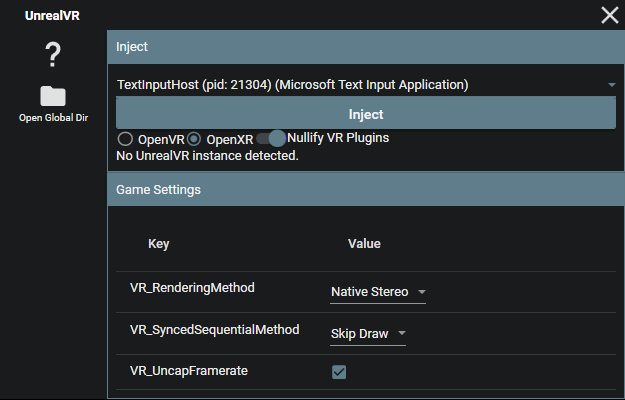 UnrealVR
?
Open Global Dir
Inject
TextInputHost (pid: 21304) (Microsoft Text Input Application)
Inject
OpenVR OpenXR Nullify VR Plugins
No UnrealVR instance detected.
Game Settings
Key Value
VR_RenderingMethod Native Stereo
VR_SyncedSequentialMethod Skip Draw
VR_UncapFramerate